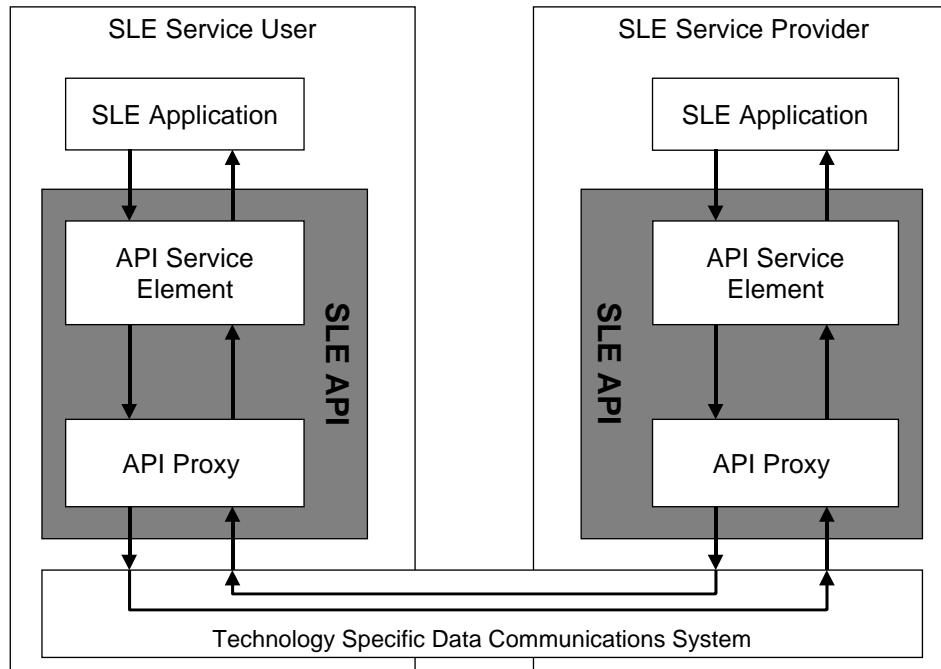 SLE Service User
SLE Application
API Service
Element
SLE API
API Proxy
SLE Service Provider
SLE Application
API Service
Element
SLE API
API Proxy
Technology Specific Data Communications System